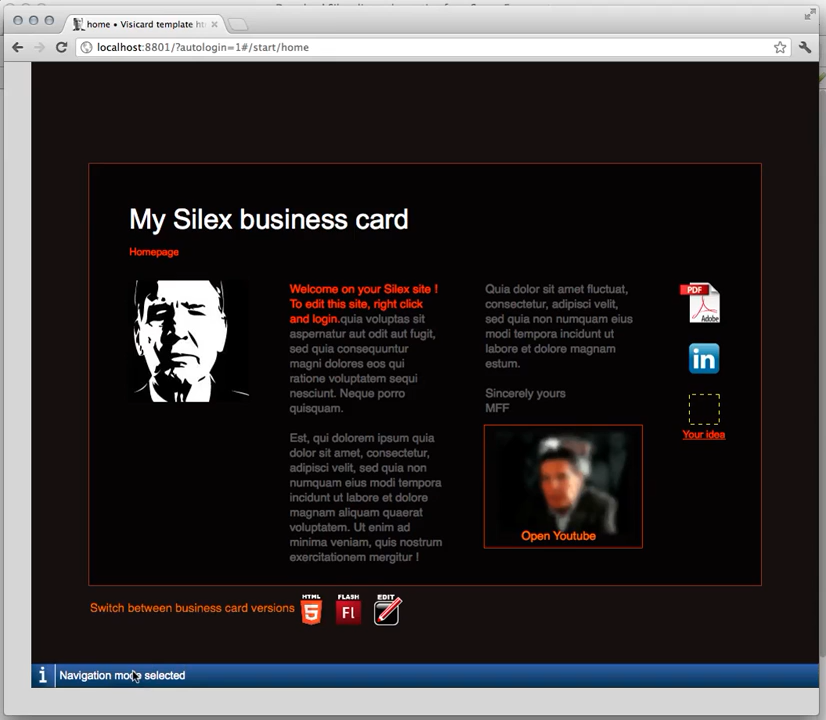 home • Visicard template ht
localhost:8801/?autologin=1#/start/home
My Silex business card
Homepage
Welcome on your Silex site !
To edit this site, right click
and login.quia voluptas sit
aspernatur aut odit aut fugit,
sed quia consequuntur
magni dolores eos qui
ratione voluptatem sequi
nesciunt. Neque porro
quisquam.
Est, qui dolorem ipsum quia
dolor sit amet, consectetur,
adipisci velit, sed quia non
numquam eius modi tempora
incidunt ut labore et dolore
magnam aliquam quaerat
voluptatem. Ut enim ad
minima veniam, quis nostrum
exercitationem mergitur !
Quia dolor sit amet fluctuat,
consectetur, adipisci velit,
sed quia non numquam eius
modi tempora incidunt ut
labore et dolore magnam
estum.
Sincerely yours
MFF
Open Youtube
PDF
Adobe
in
Your idea
Switch between business card versions
HTML
5
FLASH
Fl
EDIT
i
Navigation mode selected